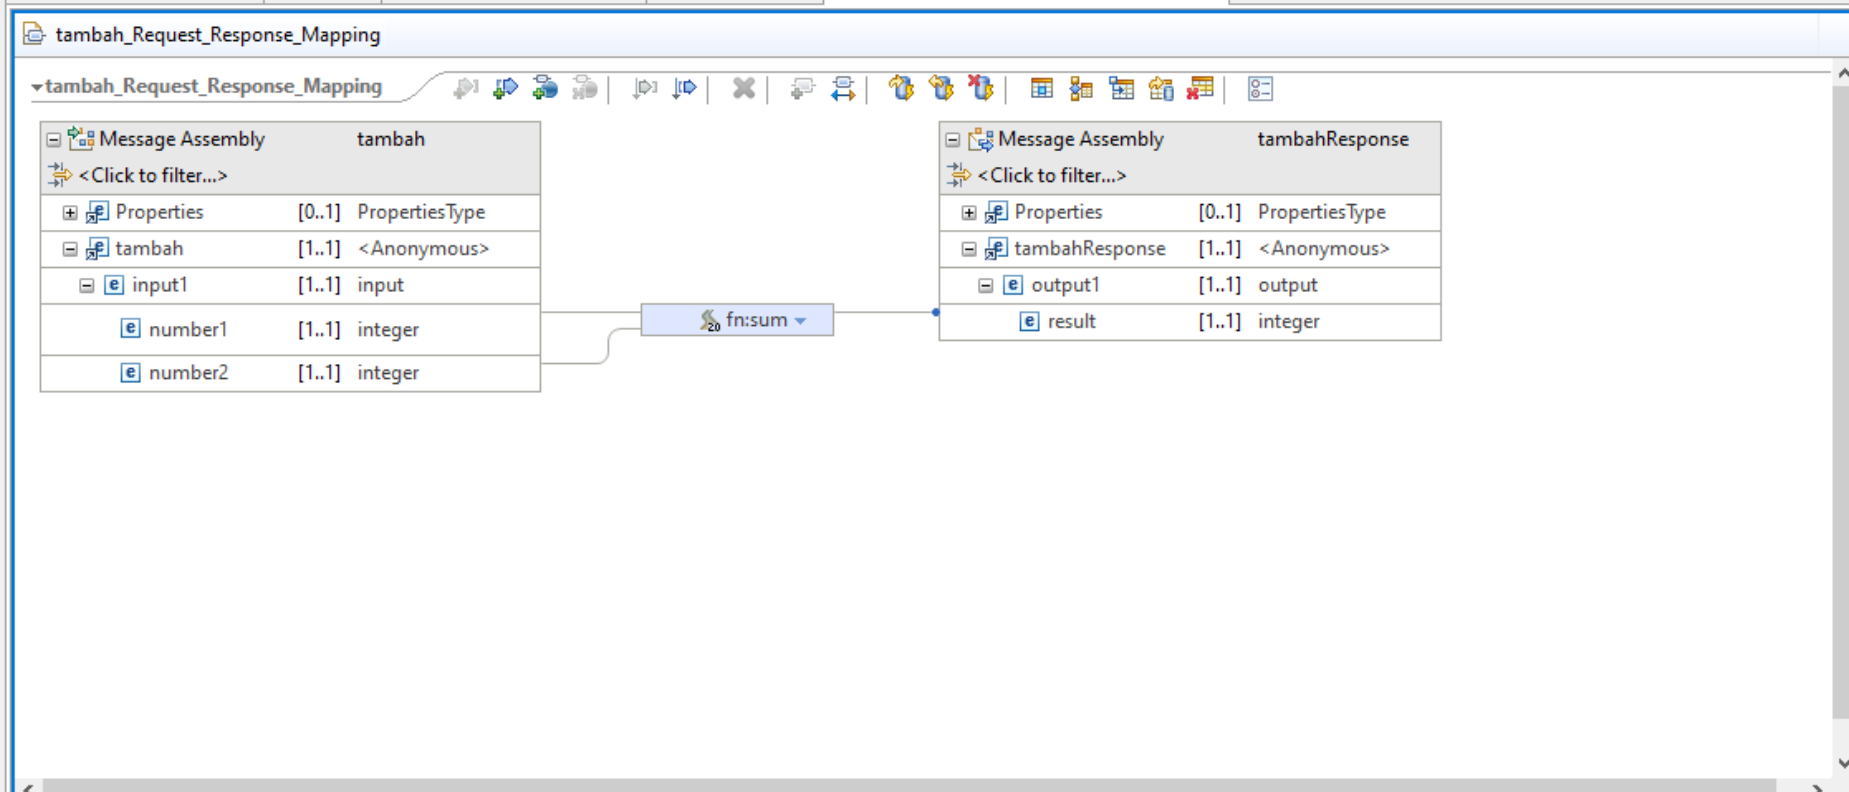 tambah_Request_Response_Mapping
tambah_Request_Response_Mapping
Message Assembly tambah
<Click to filter...>
Properties [0..1] PropertiesType
tambah [1..1] <Anonymous>
input1 [1..1] input
number1 [1..1] integer
number2 [1..1] integer
20 fn:sum
Message Assembly tambahResponse
<Click to filter...>
Properties [0..1] PropertiesType
tambahResponse [1..1] <Anonymous>
output1 [1..1] output
result [1..1] integer